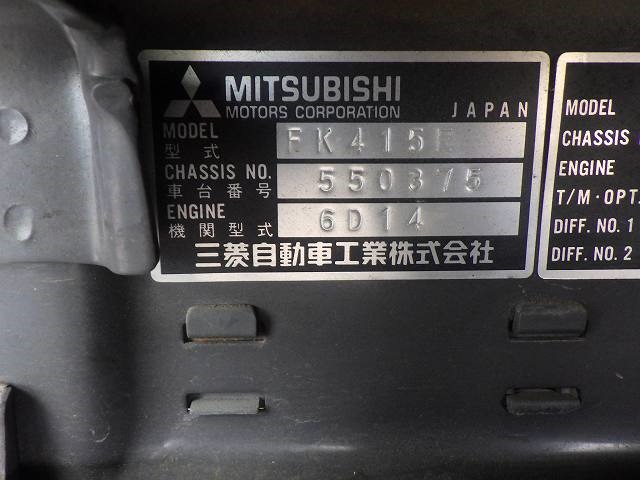 MITSUBISHI
MOTORS CORPORATION JAPAN
MODEL
型式
CHASSIS NO. 550375
車台番号
ENGINE 6D14
機関型式
三菱自動車工業株式会社
MODEL
CHASSIS
ENGINE
T/M·OPT.
DIFF. NO. 1
DIFF. NO. 2